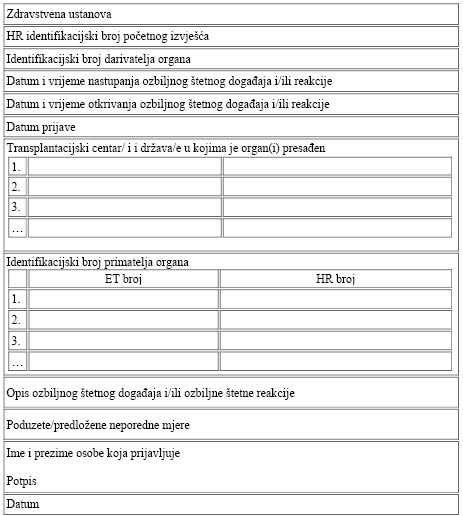 Zdravstvena ustanova
HR identifikacijski broj početnog izvješća
Identifikacijski broj darivatelja organa
Datum i vrijeme nastupanja ozbiljnog štetnog događaja i/ili reakcije
Datum i vrijeme otkrivanja ozbiljnog štetnog događaja i/ili reakcije
Datum prijave
Transplantacijski centar/ i i država/e u kojima je organ(i) presađen
1.
2.
3.
…
Identifikacijski broj primatelja organa
ET broj HR broj
1.
2.
3.
…
Opis ozbiljnog štetnog događaja i/ili ozbiljne štetne reakcije
Poduzete/predložene neporedne mjere
Ime i prezime osobe koja prijavljuje
Potpis
Datum